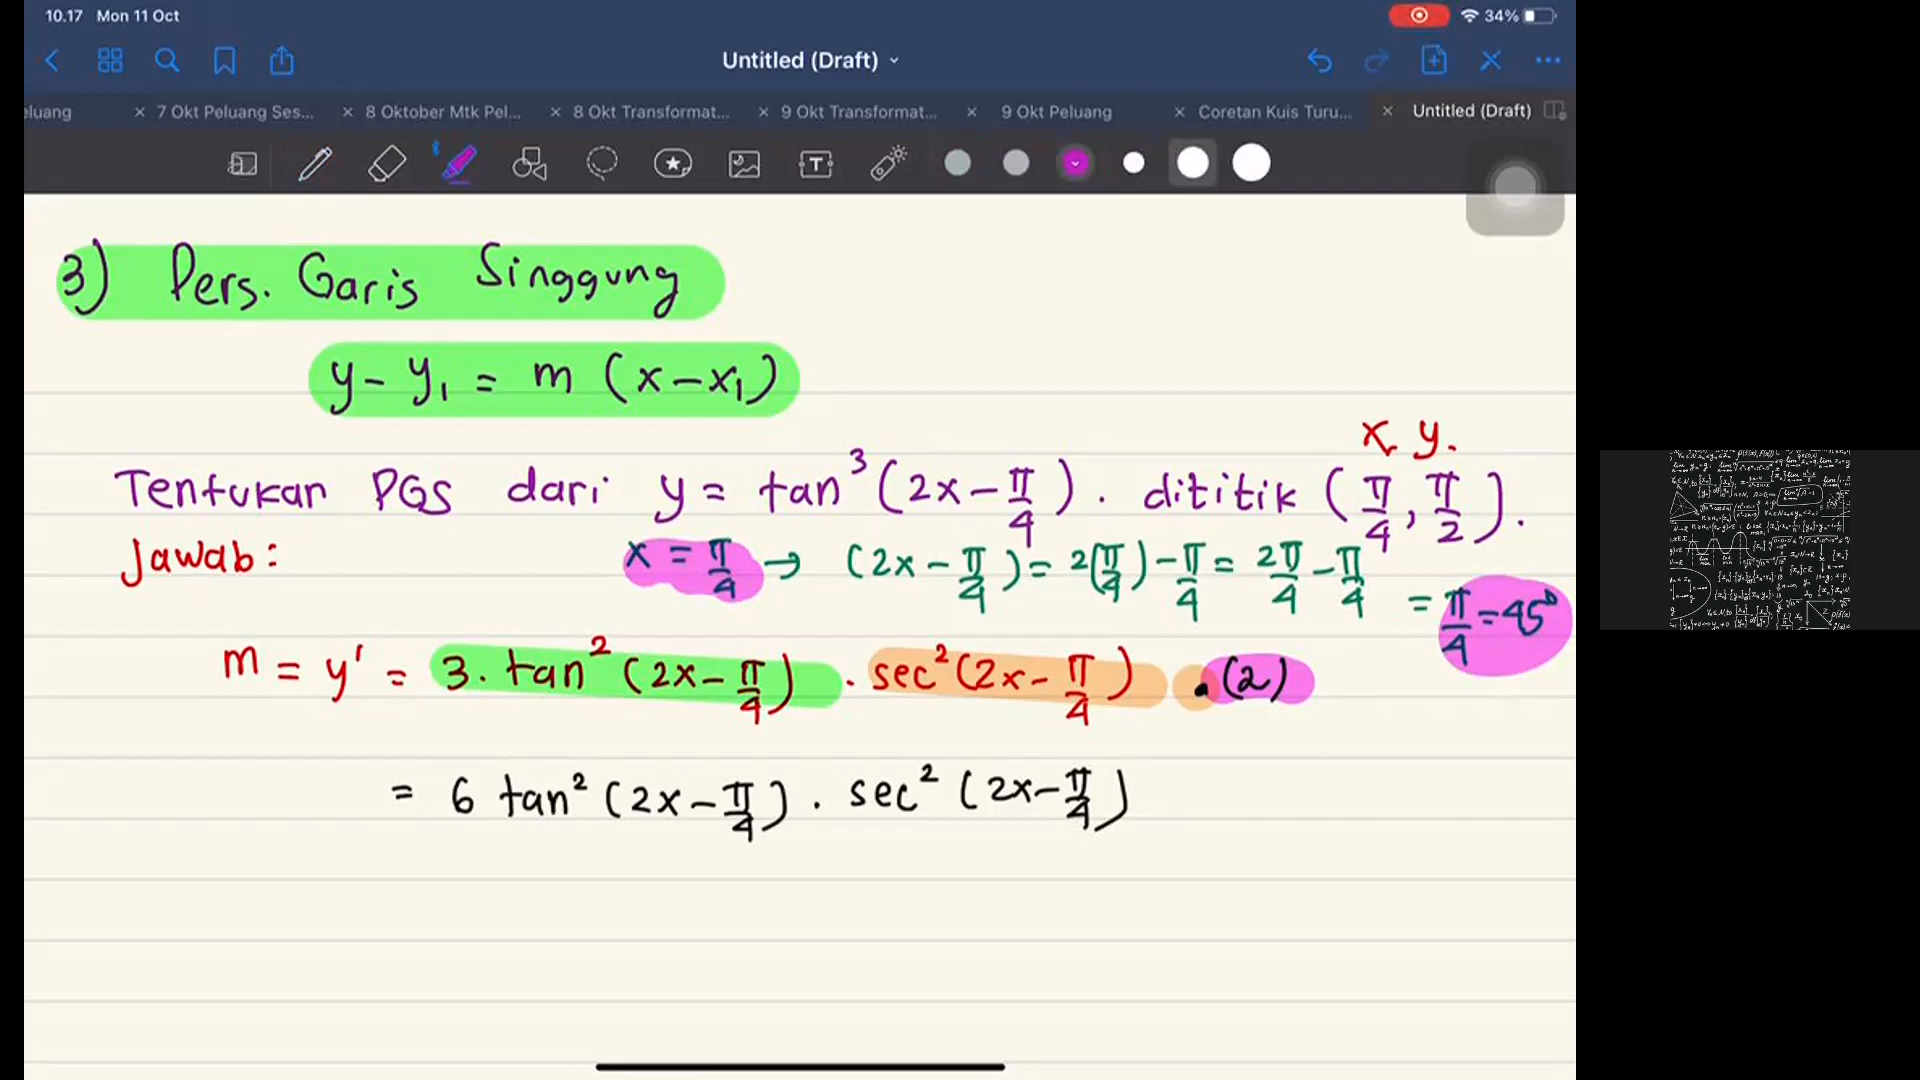 10.17 Mon 11 Oct
34%
Untitled (Draft)
eluang
7 Okt Peluang Ses...
8 Oktober Mtk Pel...
8 Okt Transformat...
9 Okt Transformat...
9 Okt Peluang
Coretan Kuis Turu...
Untitled (Draft)
3) Pers. Garis Singgung
y - y₁ = m (x - x₁)
x y.
Tentukan PGS dari y = tan³ (2x - π/4). dititik (π/4, π/2).
Jawab:
x = π/4 → (2x - π/4) = 2(π/4) - π/4 = 2π/4 - π/4
= π/4 = 45°
m = y' = 3. tan² (2x - π/4) . sec² (2x - π/4) . (2)
= 6 tan² (2x - π/4) . sec² (2x - π/4)